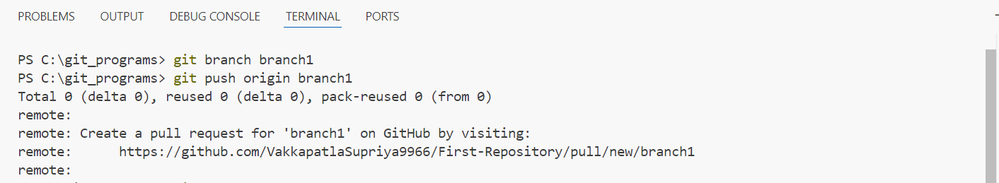 PROBLEMS OUTPUT DEBUG CONSOLE TERMINAL PORTS
PS C:\git_programs> git branch branch1
PS C:\git_programs> git push origin branch1
Total 0 (delta 0), reused 0 (delta 0), pack-reused 0 (from 0)
remote:
remote: Create a pull request for 'branch1' on GitHub by visiting:
remote:      https://github.com/VakkapatlaSupriya9966/First-Repository/pull/new/branch1
remote: